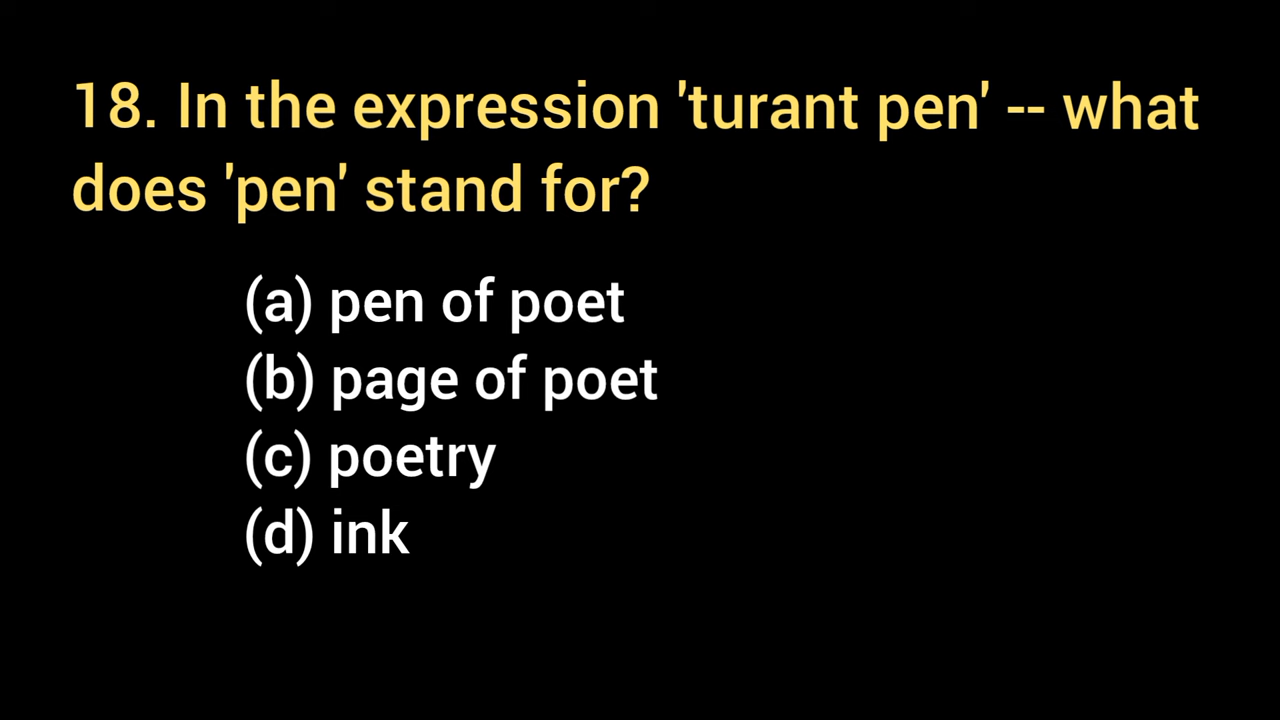 18. In the expression 'turant pen' -- what
does 'pen' stand for?
(a) pen of poet
(b) page of poet
(c) poetry
(d) ink